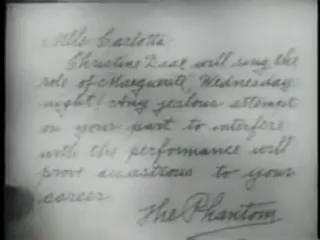 Mlle Carlotta
Christine Daae will sing the
role of Marguerite, Wednesday
night! Any jealous attempt
on your part to interfere
with the performance will
prove disastrous to your
career
The Phantom